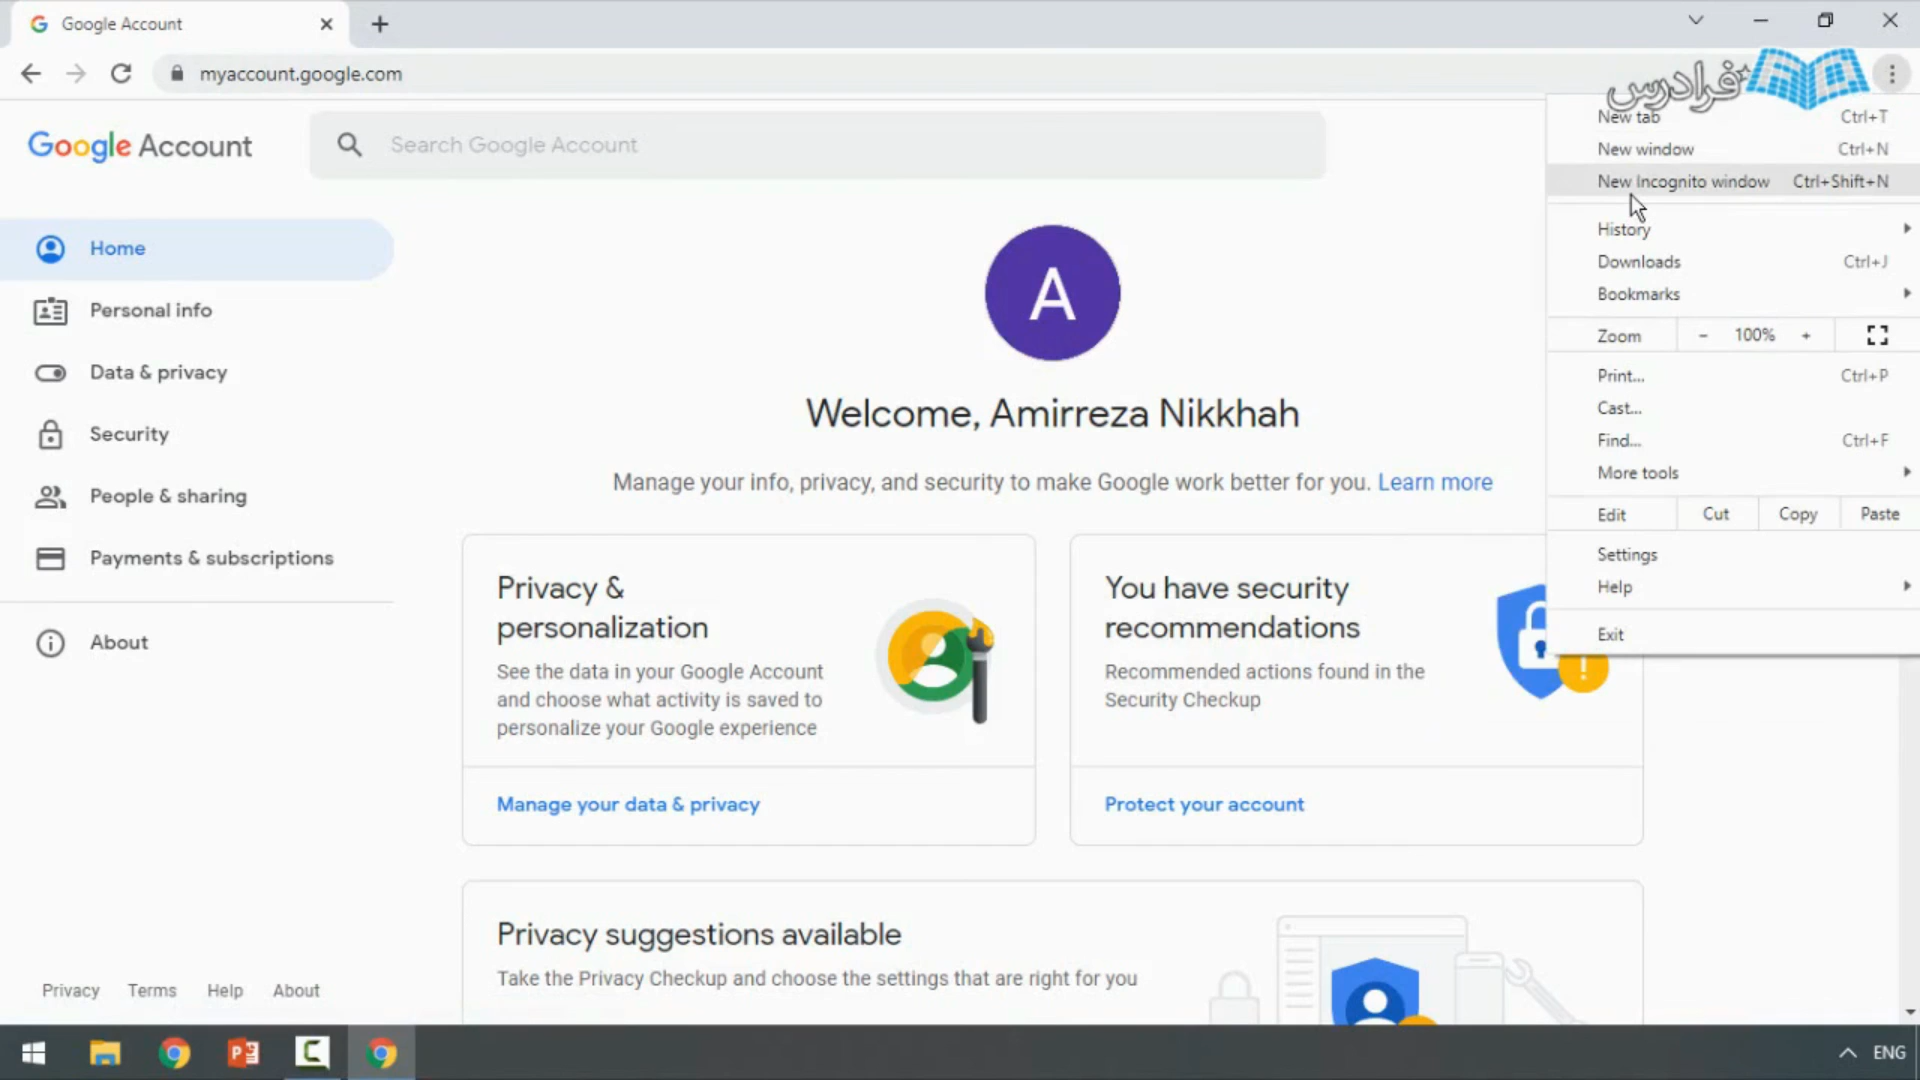 Google Account
myaccount.google.com
فرادرس
Google Account
Search Google Account
New tab Ctrl+T
New window Ctrl+N
New Incognito window Ctrl+Shift+N
History
Downloads Ctrl+J
Bookmarks
Zoom - 100% +
Print... Ctrl+P
Cast...
Find... Ctrl+F
More tools
Edit Cut Copy Paste
Settings
Help
Exit
Home
Personal info
Data & privacy
Security
People & sharing
Payments & subscriptions
About
A
Welcome, Amirreza Nikkhah
Manage your info, privacy, and security to make Google work better for you. Learn more
Privacy &
personalization
See the data in your Google Account
and choose what activity is saved to
personalize your Google experience
Manage your data & privacy
You have security
recommendations
Recommended actions found in the
Security Checkup
Protect your account
Privacy suggestions available
Take the Privacy Checkup and choose the settings that are right for you
Privacy Terms Help About
ENG